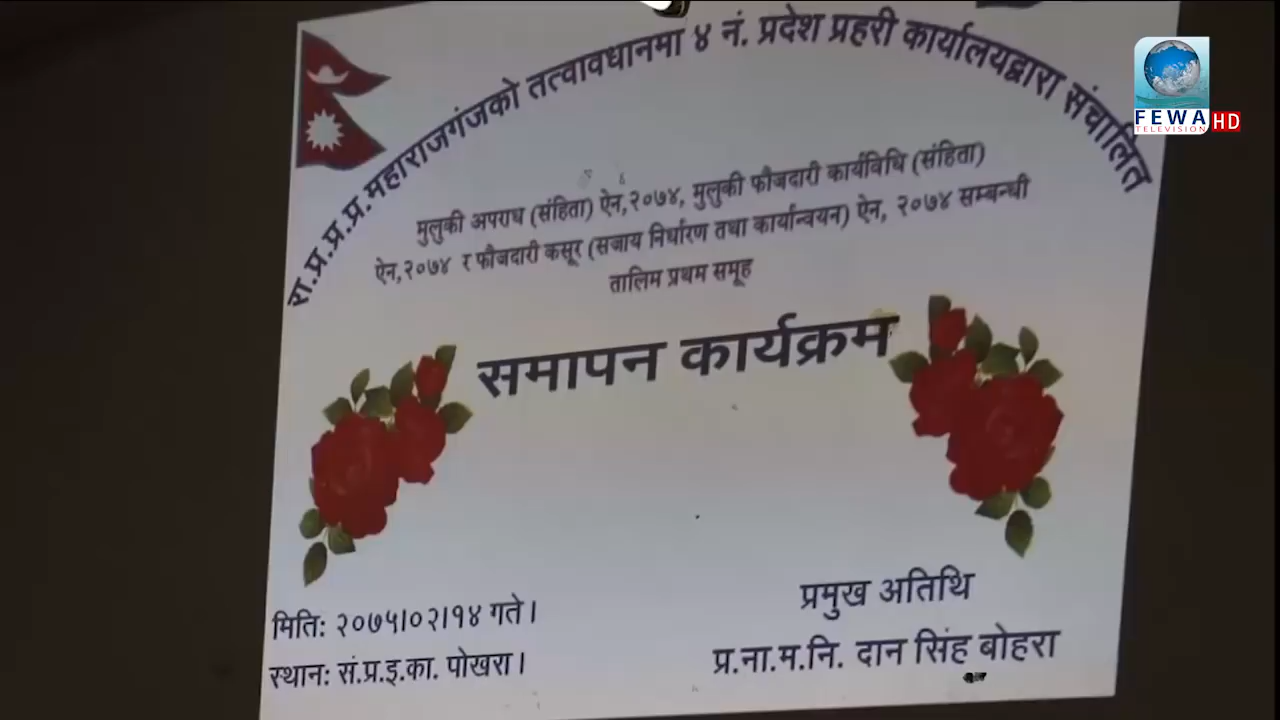 रा.प्र.प्र.प्र.महाराजगंजको तत्वावधानमा ४ नं. प्रदेश प्रहरी कार्यालयद्वारा संचालित
मुलुकी अपराध (संहिता) ऐन,२०७४, मुलुकी फौजदारी कार्यविधि (संहिता)
ऐन,२०७४ र फौजदारी कसूर (सजाय निर्धारण तथा कार्यान्वयन) ऐन, २०७४ सम्बन्धी
तालिम प्रथम समूह
समापन कार्यक्रम
मिति: २०७५।०२।१४ गते।
स्थान: सं.प्र.इ.का. पोखरा।
प्रमुख अतिथि
प्र.ना.म.नि. दान सिंह बोहरा
FEWA
TELEVISION HD